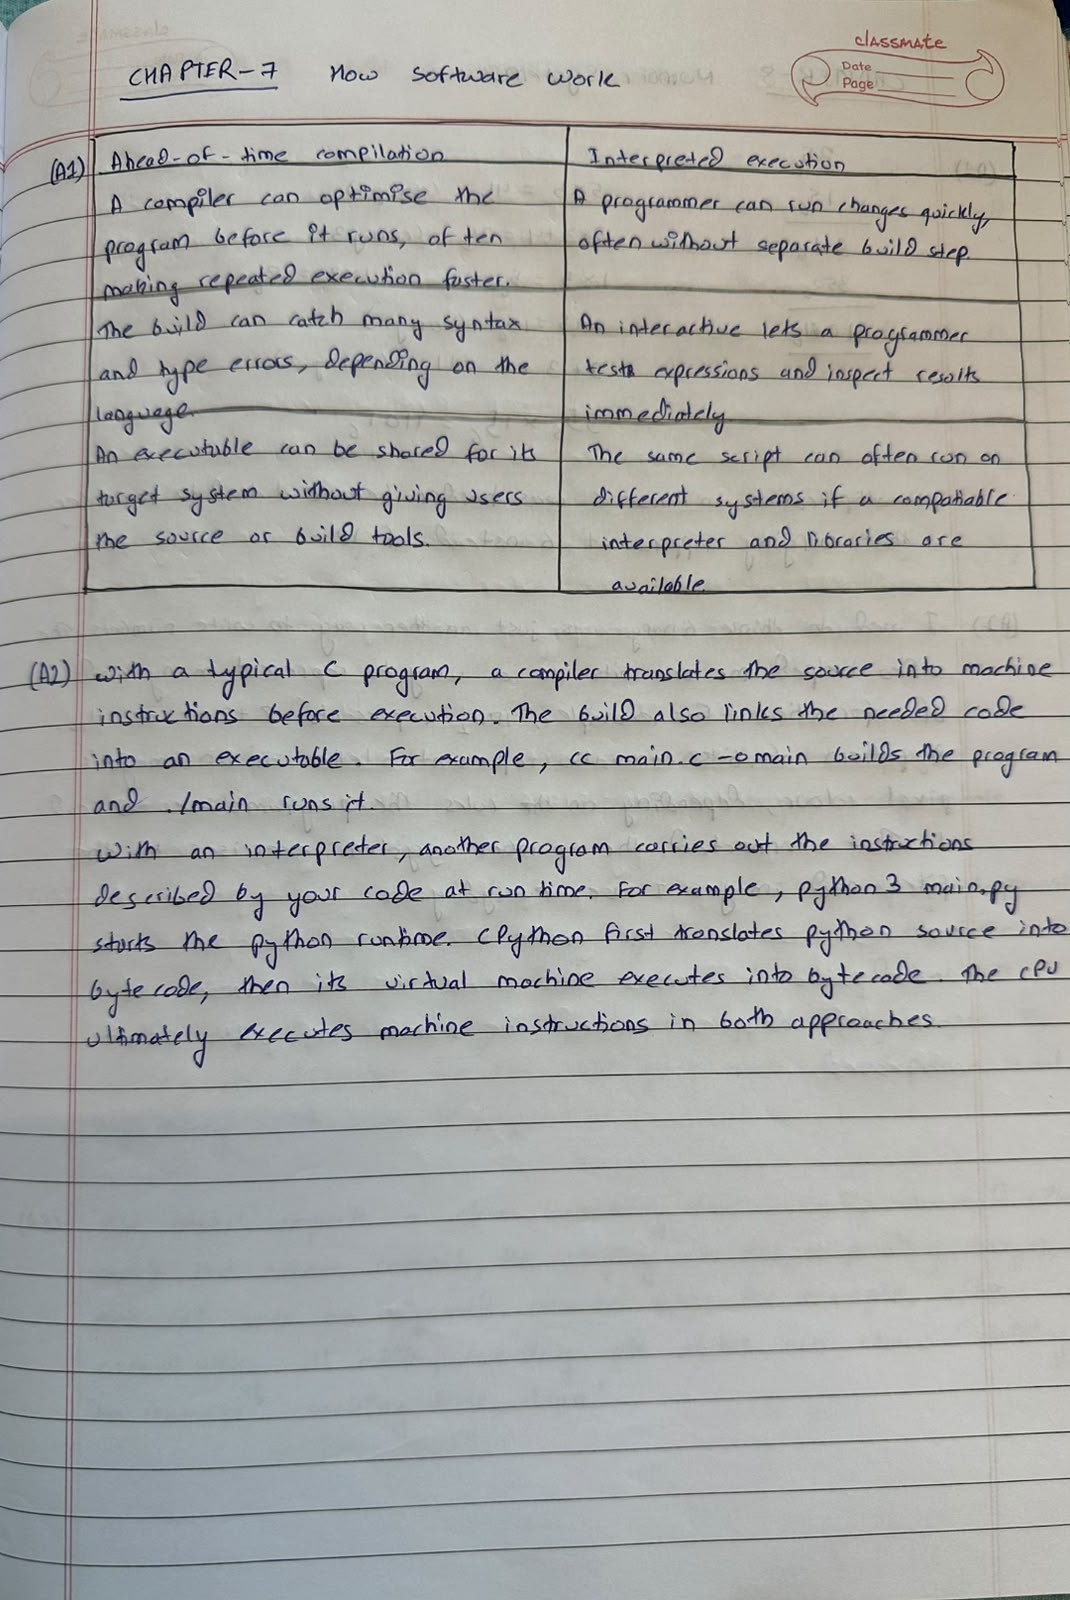 classmate
Date
Page
CHAPTER-7 How Software Work
(A1) Ahead-of-time compilation
A compiler can optimise the
program before it runs, often
making repeated execution faster.
The build can catch many syntax
and type errors, depending on the
language.
An executable can be shared for its
target system without giving users
the source or build tools.
Interpreted execution
A programmer can run changes quickly,
often without separate build step
An interactive lets a programmer
tests expressions and inspect results
immediately
The same script can often run on
different systems if a compatiable
interpreter and libraries are
available
(A2) With a typical C program, a compiler translates the source into machine
instructions before execution. The build also links the needed code
into an executable. For example, cc main.c -o main builds the program
and ./main runs it.
With an interpreter, another program carries out the instructions
described by your code at run time. For example, python3 main.py
starts the python runtime. CPython first translates python source into
bytecode, then its virtual machine executes into bytecode. The CPU
ultimately executes machine instructions in both approaches.